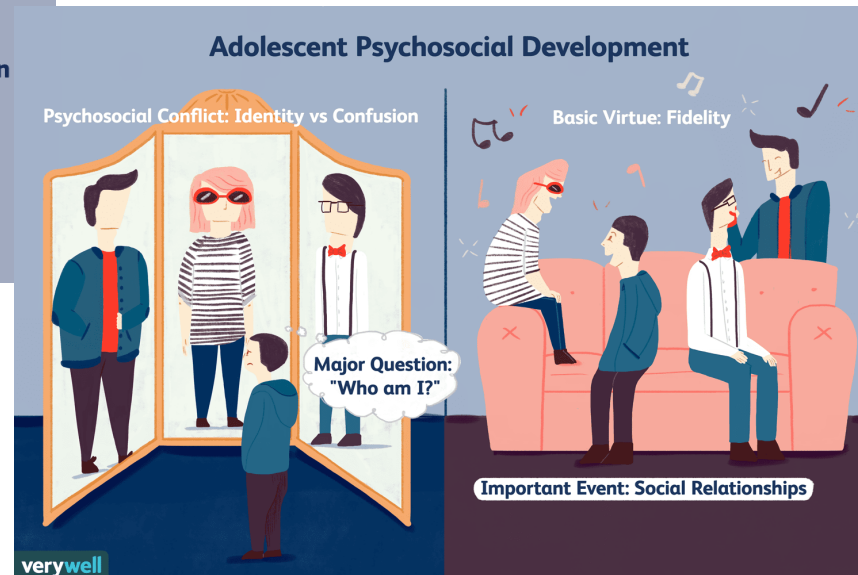 n
Adolescent Psychosocial Development
Psychosocial Conflict: Identity vs Confusion
Basic Virtue: Fidelity
Major Question:
"Who am I?"
Important Event: Social Relationships
verywell